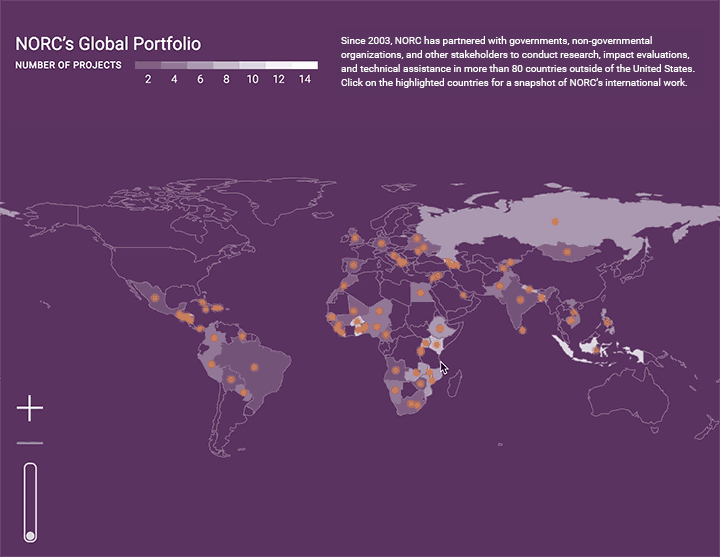 NORC's Global Portfolio
NUMBER OF PROJECTS
2 4 6 8 10 12 14
Since 2003, NORC has partnered with governments, non-governmental
organizations, and other stakeholders to conduct research, impact evaluations,
and technical assistance in more than 80 countries outside of the United States.
Click on the highlighted countries for a snapshot of NORC's international work.